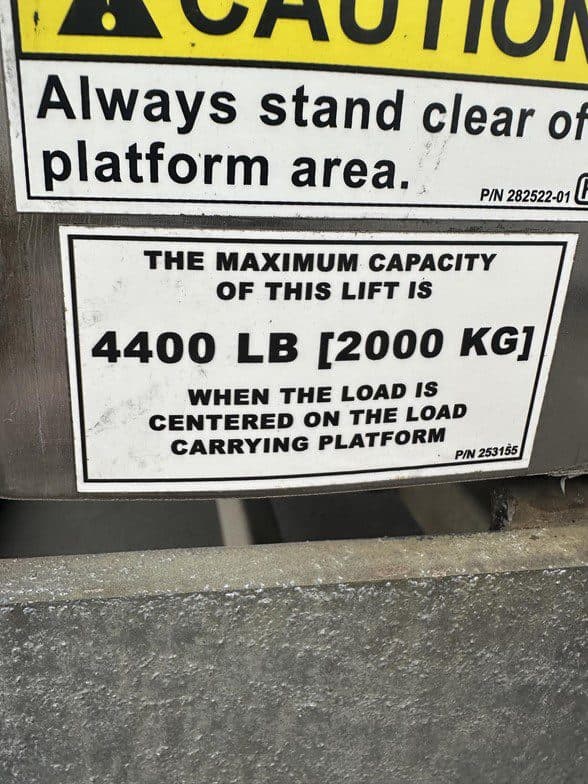 CAUTION
Always stand clear of
platform area.
P/N 282522-01
THE MAXIMUM CAPACITY
OF THIS LIFT IS
4400 LB [2000 KG]
WHEN THE LOAD IS
CENTERED ON THE LOAD
CARRYING PLATFORM
P/N 253155